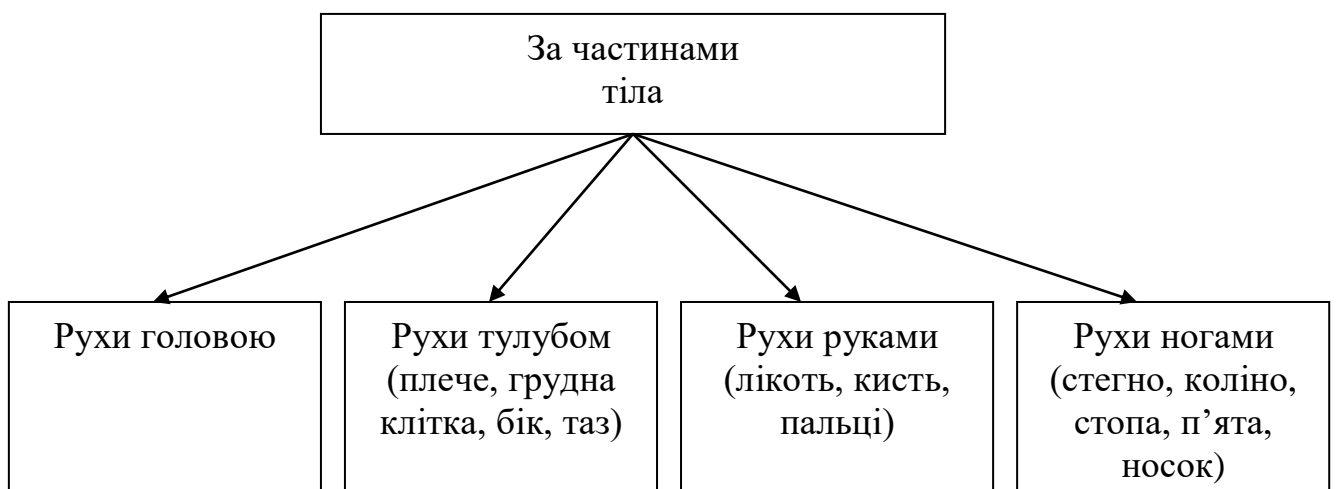 За частинами
тіла
Рухи головою
Рухи тулубом
(плече, грудна
клітка, бік, таз)
Рухи руками
(лікоть, кисть,
пальці)
Рухи ногами
(стегно, коліно,
стопа, п’ята,
носок)